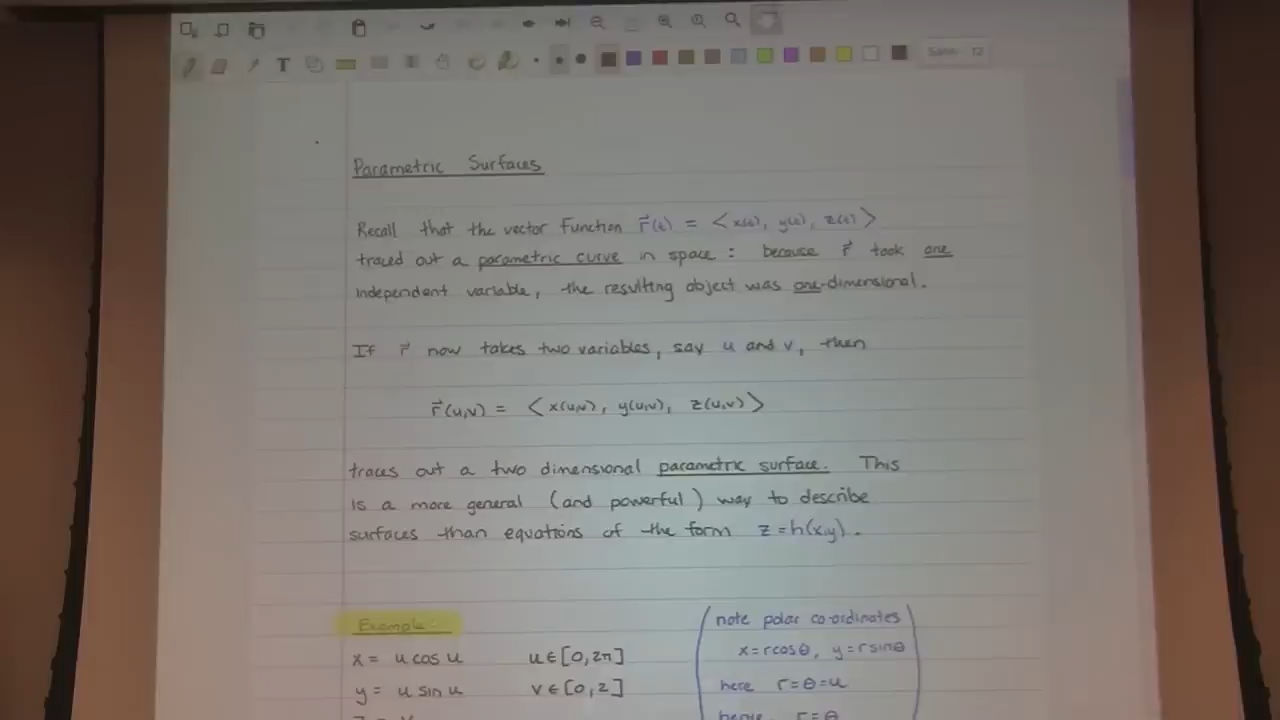 Parametric Surfaces
Recall that the vector function r⃗(t) = <x(t), y(t), z(t)>
traced out a parametric curve in space : because r⃗ took one
independent variable, the resulting object was one-dimensional.
If r⃗ now takes two variables, say u and v, then
r⃗(u,v) = <x(u,v), y(u,v), z(u,v)>
traces out a two dimensional parametric surface. This
is a more general (and powerful) way to describe
surfaces than equations of the form z=h(x,y).
Example:
x = u cos u u∈[0,2π]
y = u sin u v∈[0,2]
note polar co-ordinates
x=rcosθ, y=rsinθ
here r=θ=u
hence r=θ